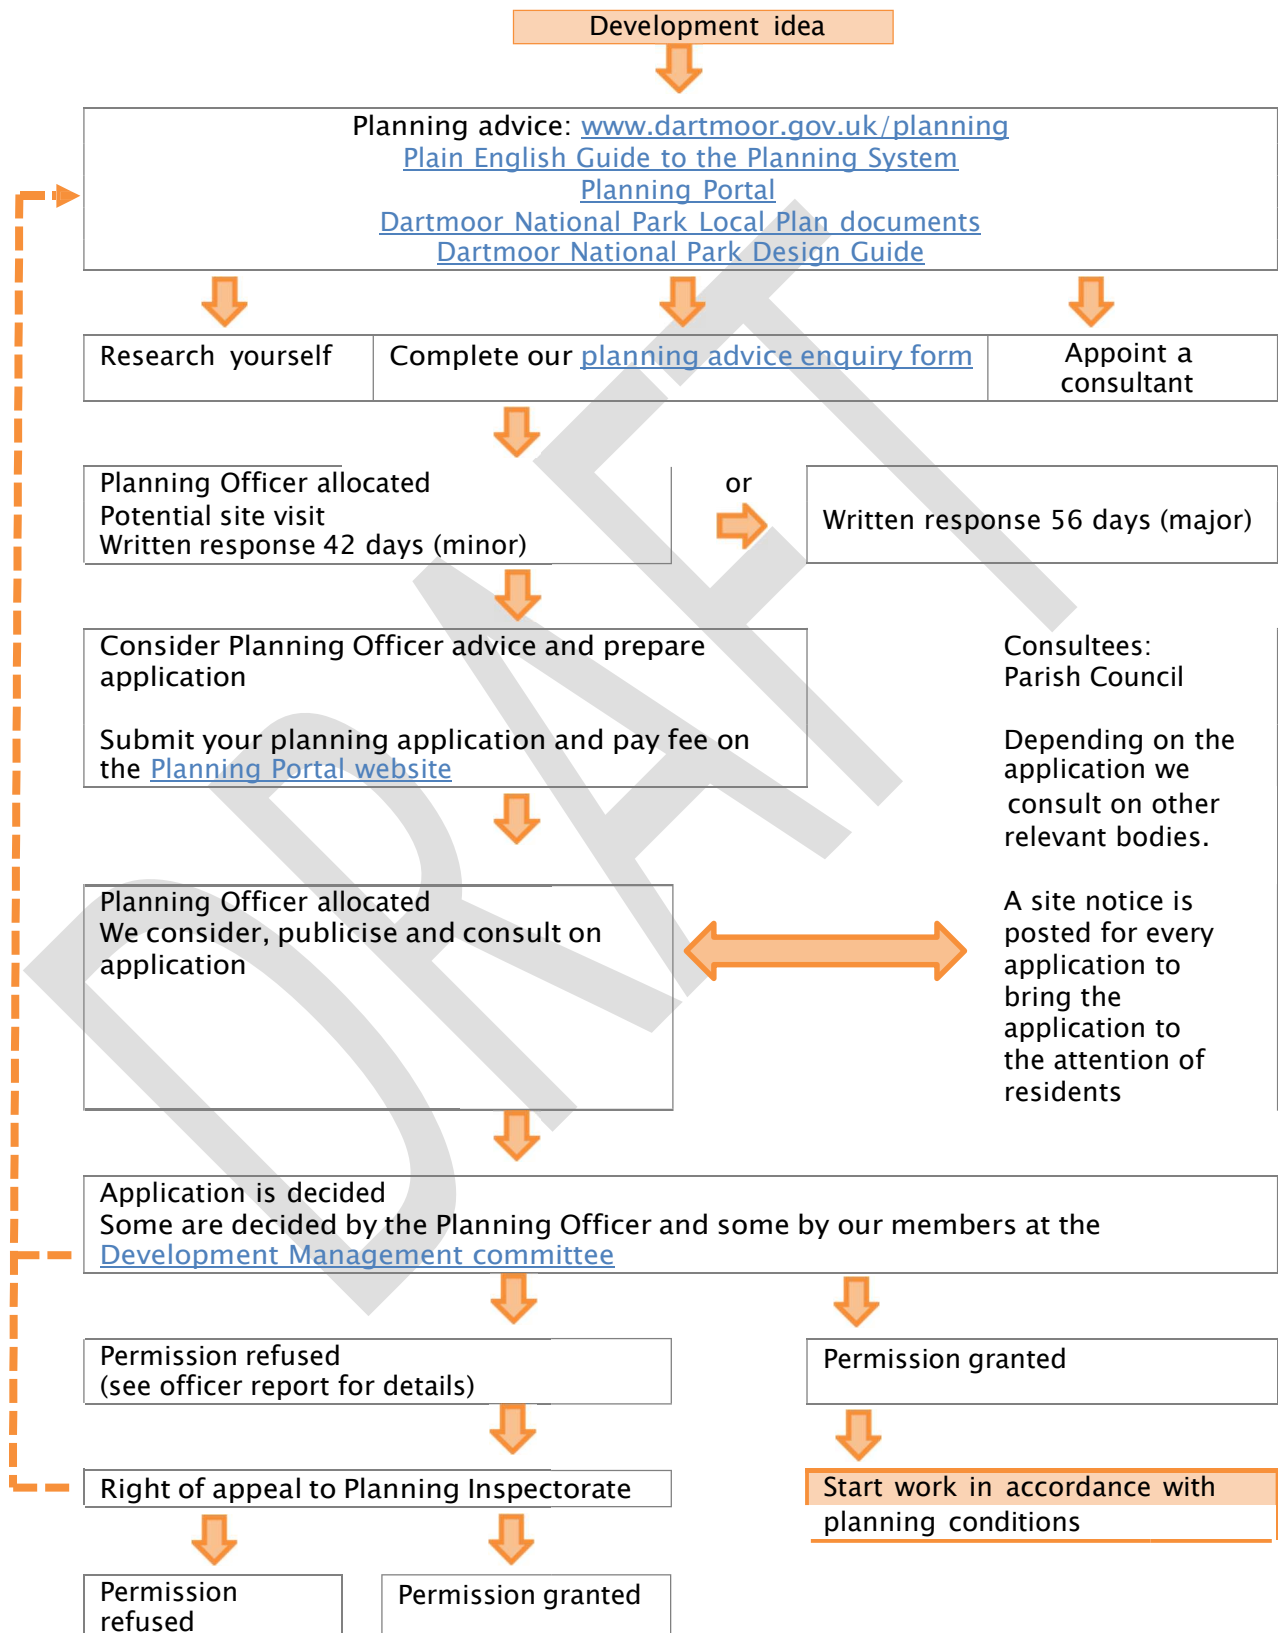 Development idea
Planning advice: www.dartmoor.gov.uk/planning
Plain English Guide to the Planning System
Planning Portal
Dartmoor National Park Local Plan documents
Dartmoor National Park Design Guide
Research yourself
Complete our planning advice enquiry form
Appoint a
consultant
Planning Officer allocated
Potential site visit
Written response 42 days (minor)
or
Written response 56 days (major)
Consider Planning Officer advice and prepare
application
Submit your planning application and pay fee on
the Planning Portal website
Consultees:
Parish Council
Depending on the
application we
consult on other
relevant bodies.
A site notice is
posted for every
application to
bring the
application to
the attention of
residents
Planning Officer allocated
We consider, publicise and consult on
application
Application is decided
Some are decided by the Planning Officer and some by our members at the
Development Management committee
Permission refused
(see officer report for details)
Permission granted
Right of appeal to Planning Inspectorate
Start work in accordance with
planning conditions
Permission
refused
Permission granted
DRAFT